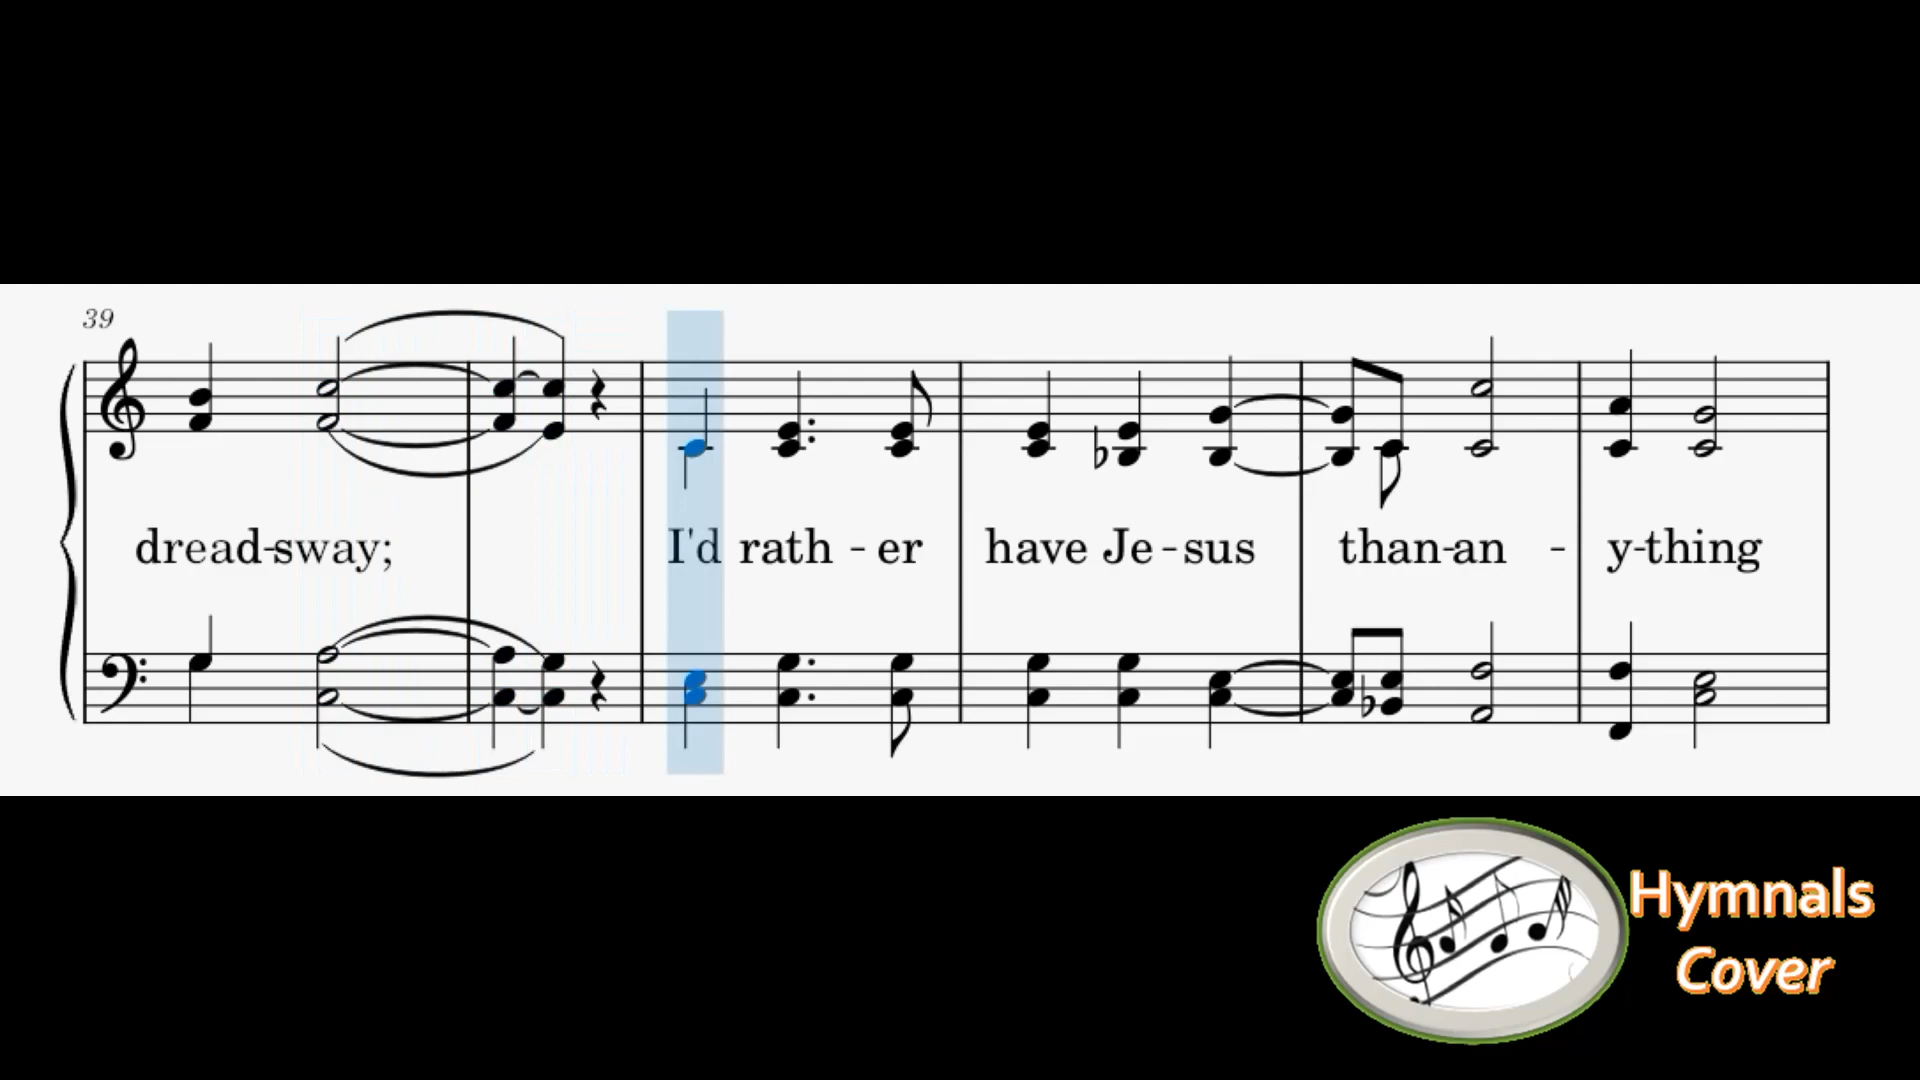 39
dread-sway; I'd rath - er have Je - sus than-an - y-thing
Hymnals
Cover